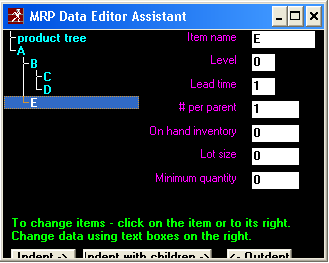 MRP Data Editor Assistant
product tree
A
B
C
D
E
Item name E
Level 0
Lead time 1
# per parent 1
On hand inventory 0
Lot size 0
Minimum quantity 0
To change items - click on the item or to its right.
Change data using text boxes on the right.
Indent -> Indent with children -> <- Outdent